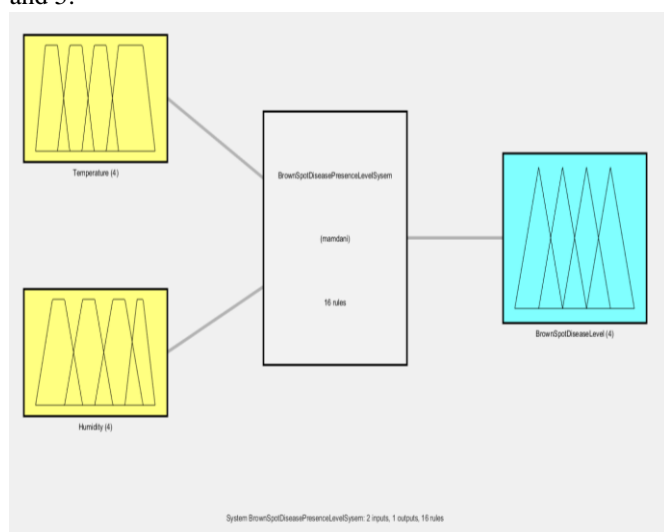 and 5.
Temperature (4)
BrownSpotDiseasePresenceLevelSysem
(mamdani)
16 rules
BrownSpotDiseaseLevel (4)
Humidity (4)
System BrownSpotDiseasePresenceLevelSysem: 2 inputs, 1 outputs, 16 rules